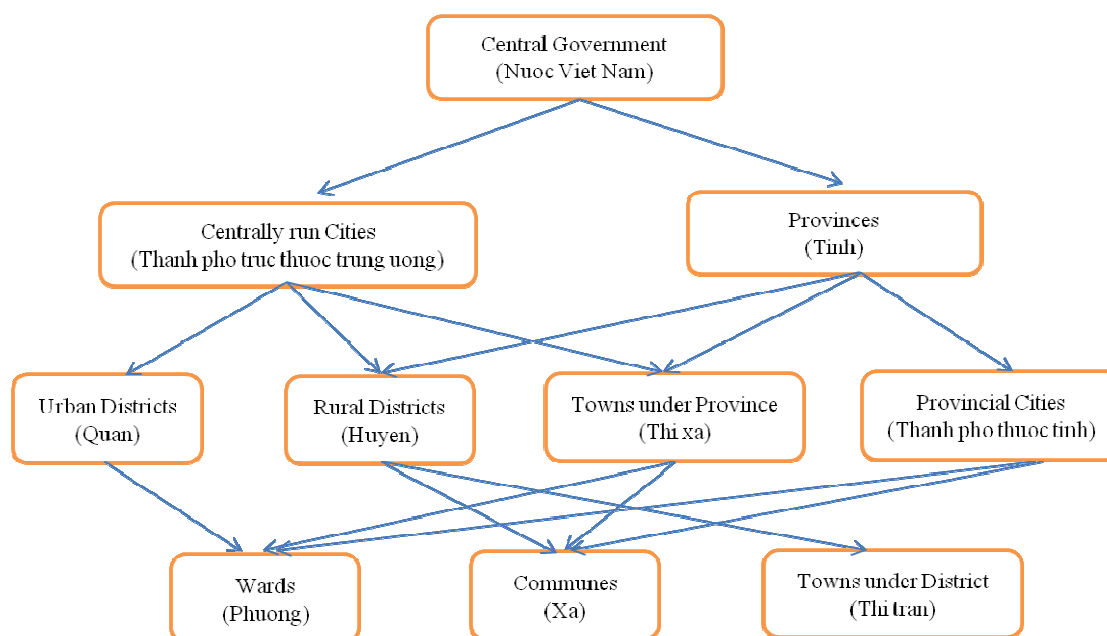 Central Government
(Nuoc Viet Nam)
Centrally run Cities
(Thanh pho truc thuoc trung uong)
Provinces
(Tinh)
Urban Districts
(Quan)
Rural Districts
(Huyen)
Towns under Province
(Thi xa)
Provincial Cities
(Thanh pho thuoc tinh)
Wards
(Phuong)
Communes
(Xa)
Towns under District
(Thi tran)